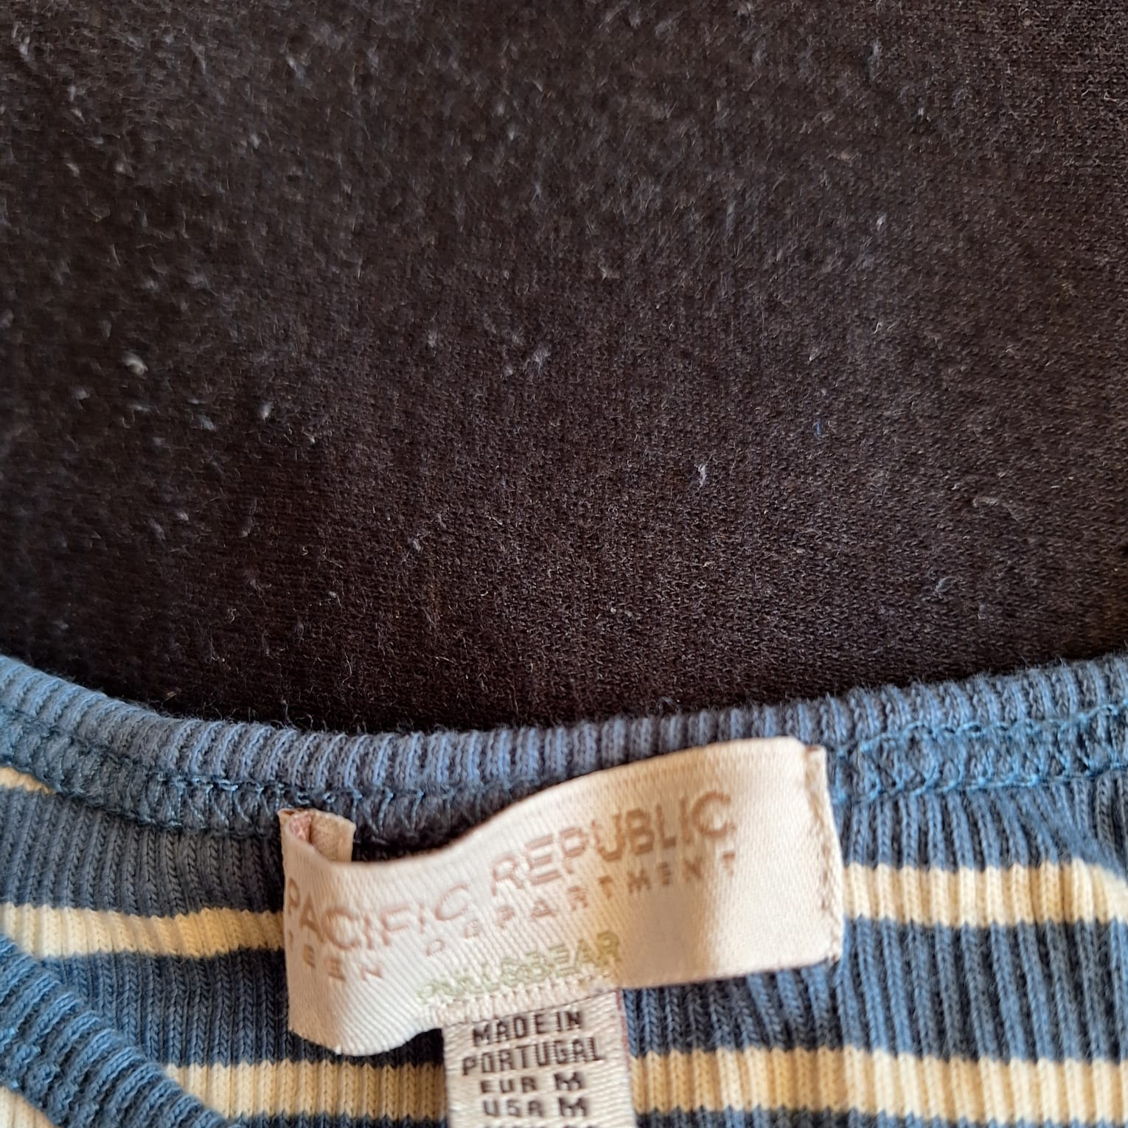 PACIFIC REPUBLIC
TEEN DEPARTMENT
PULL&BEAR
MADE IN
PORTUGAL
EUR M
USA M